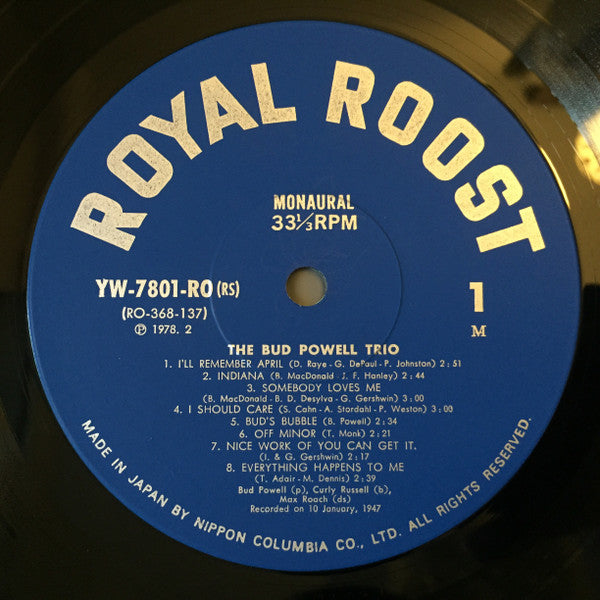 ROYAL ROOST
MONAURAL
33⅓RPM
YW-7801-RO (RS)
(RO-368-137)
℗ 1978. 2
1
M
THE BUD POWELL TRIO
1. I'LL REMEMBER APRIL (D. Raye - G. DePaul - P. Johnston) 2 : 51
2. INDIANA (B. MacDonald - J. F. Hanley) 2 : 44
3. SOMEBODY LOVES ME
(B. MacDonald - B. D. Desylva - G. Gershwin) 3 : 00
4. I SHOULD CARE (S. Cahn - A. Stordahl - P. Weston) 3 : 00
5. BUD'S BUBBLE (B. Powell) 2 : 34
6. OFF MINOR (T. Monk) 2 : 21
7. NICE WORK OF YOU CAN GET IT.
(I. & G. Gershwin) 2 : 17
8. EVERYTHING HAPPENS TO ME
(T. Adair - M. Dennis) 2 : 39
Bud Powell (p), Curly Russell (b),
Max Roach (ds)
Recorded on 10 January, 1947
MADE IN JAPAN BY NIPPON COLUMBIA CO., LTD. ALL RIGHTS RESERVED.